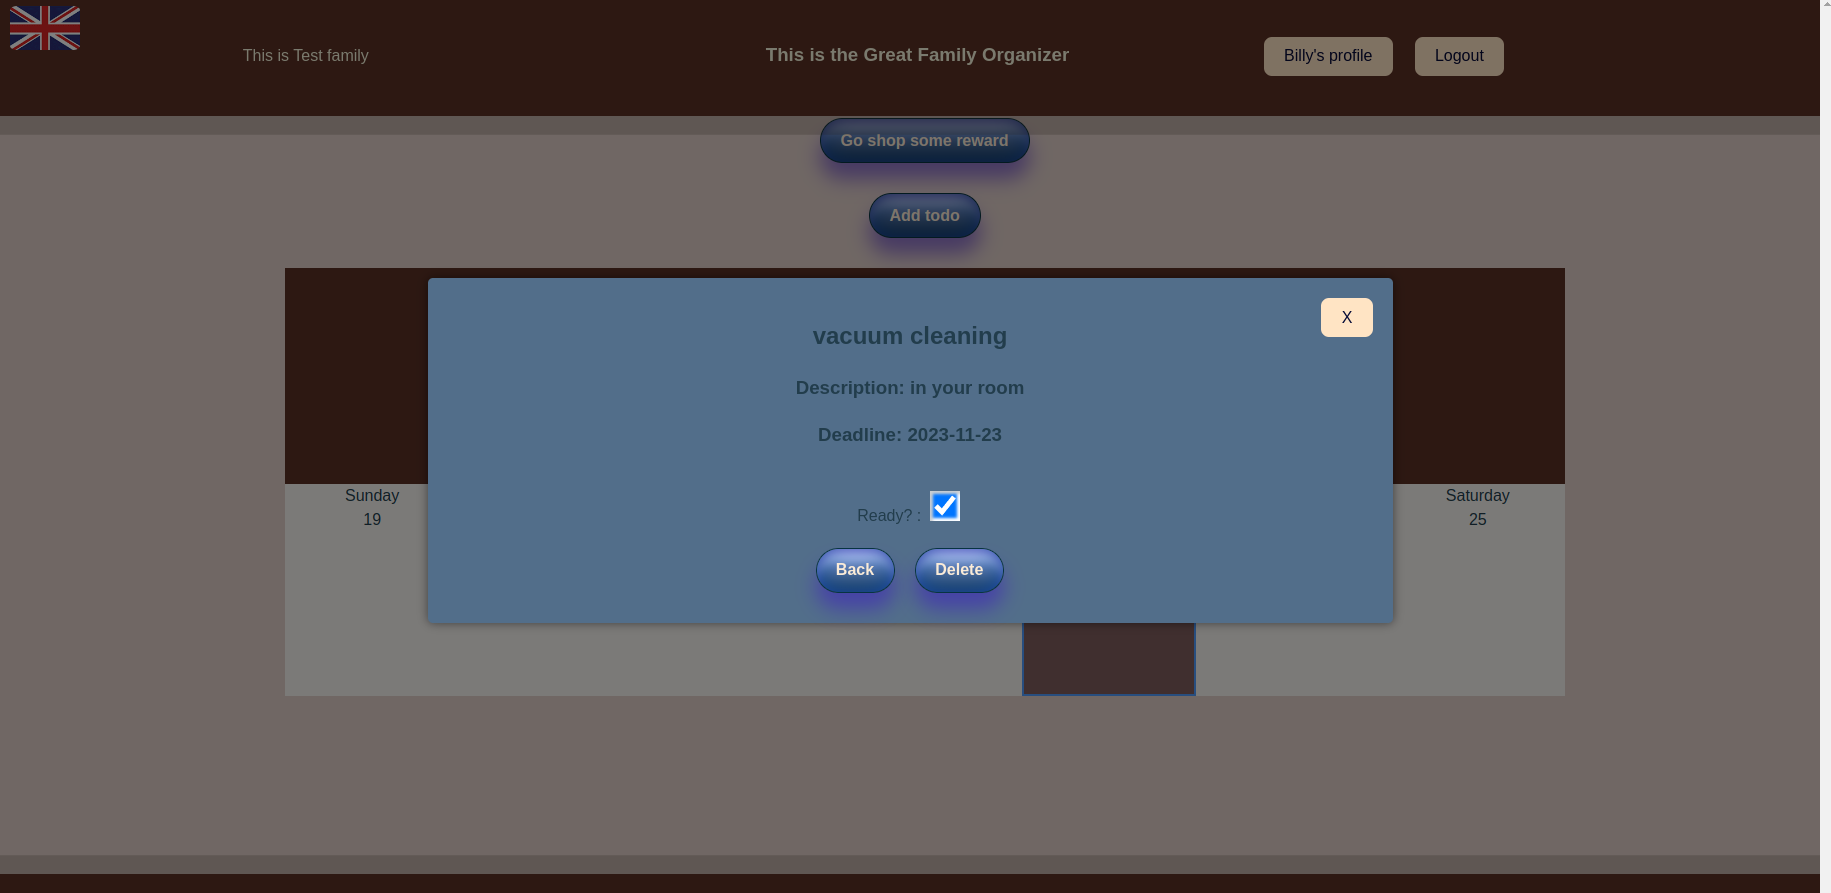 This is Test family
This is the Great Family Organizer
Billy's profile
Logout
Go shop some reward
Add todo
X
vacuum cleaning
Description: in your room
Deadline: 2023-11-23
Ready? :
Back
Delete
Sunday
19
Saturday
25